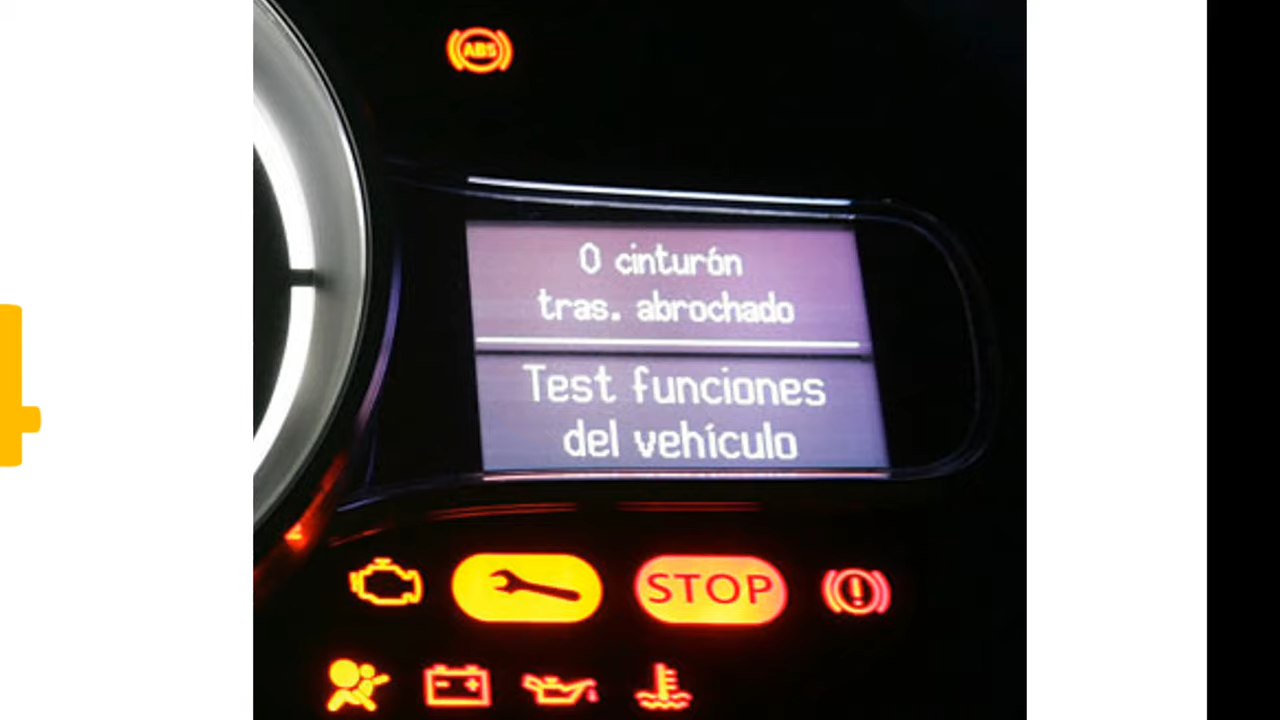 ABS
0 cinturón
tras. abrochado
Test funciones
del vehículo
STOP